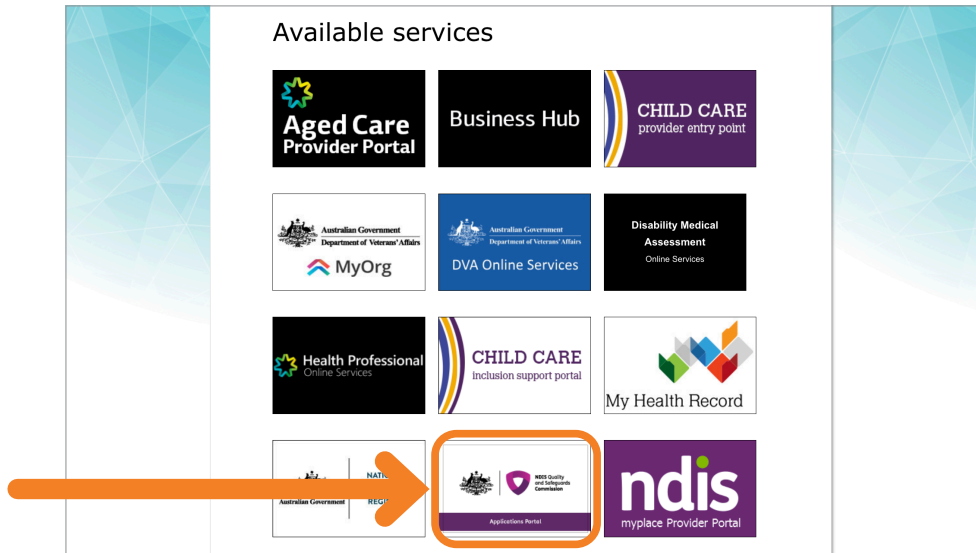 Available services
Aged Care
Provider Portal
Business Hub
CHILD CARE
provider entry point
Australian Government
Department of Veterans' Affairs
MyOrg
Australian Government
Department of Veterans' Affairs
DVA Online Services
Disability Medical
Assessment
Online Services
Health Professional
Online Services
CHILD CARE
inclusion support portal
My Health Record
Australian Government
NDIS Quality
and Safeguards
Commission
Applications Portal
ndis
myplace Provider Portal